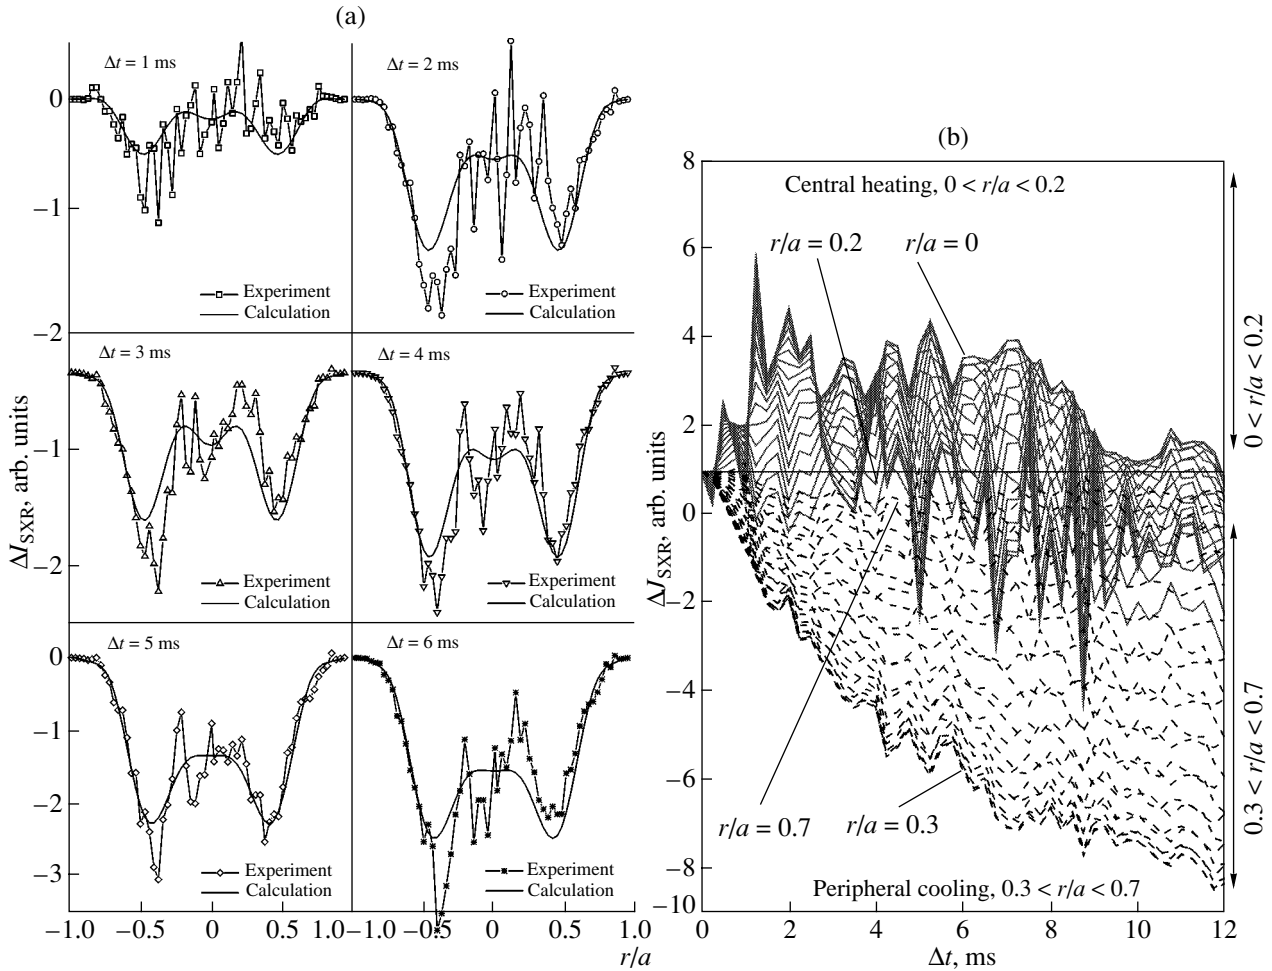 (a)
Δt = 1 ms
Δt = 2 ms
0
−1
−2
Experiment
Calculation
Experiment
Calculation
Δt = 3 ms
Δt = 4 ms
−1
−2
Experiment
Calculation
Experiment
Calculation
Δt = 5 ms
Δt = 6 ms
0
−1
−2
−3
Experiment
Calculation
Experiment
Calculation
ΔI_SXR, arb. units
−1.0 −0.5 0 0.5 1.0 −1.0 −0.5 0 0.5 1.0
r/a
(b)
8
6
4
2
0
−2
−4
−6
−8
−10
ΔI_SXR, arb. units
Central heating, 0 < r/a < 0.2
r/a = 0.2
r/a = 0
r/a = 0.7
r/a = 0.3
Peripheral cooling, 0.3 < r/a < 0.7
0 2 4 6 8 10 12
Δt, ms
0 < r/a < 0.2
0.3 < r/a < 0.7